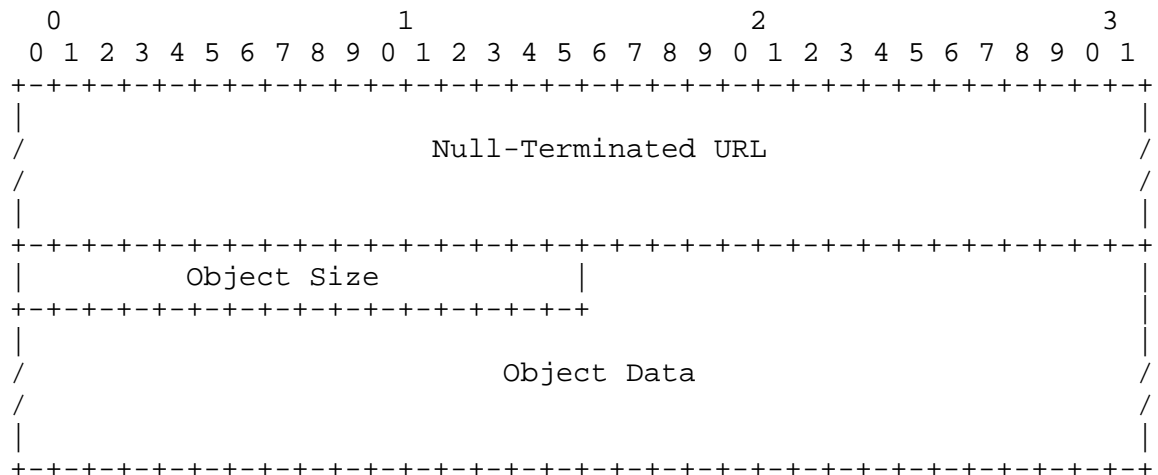 0                   1                   2                   3
0 1 2 3 4 5 6 7 8 9 0 1 2 3 4 5 6 7 8 9 0 1 2 3 4 5 6 7 8 9 0 1
+-+-+-+-+-+-+-+-+-+-+-+-+-+-+-+-+-+-+-+-+-+-+-+-+-+-+-+-+-+-+-+-+
|                                                               |
/                       Null-Terminated URL                     /
/                                                               /
|                                                               |
+-+-+-+-+-+-+-+-+-+-+-+-+-+-+-+-+-+-+-+-+-+-+-+-+-+-+-+-+-+-+-+-+
|         Object Size           |                               |
+-+-+-+-+-+-+-+-+-+-+-+-+-+-+-+-+                               |
|                                                               |
/                           Object Data                         /
/                                                               /
|                                                               |
+-+-+-+-+-+-+-+-+-+-+-+-+-+-+-+-+-+-+-+-+-+-+-+-+-+-+-+-+-+-+-+-+